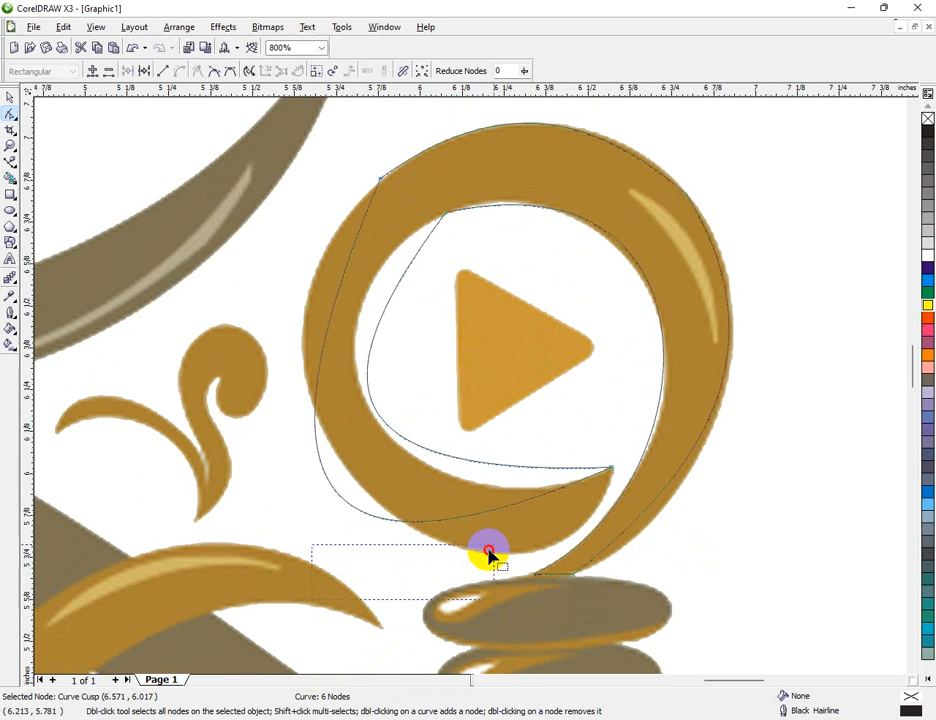 CorelDRAW X3 - [Graphic1]
File Edit View Layout Arrange Effects Bitmaps Text Tools Window Help
800%
Rectangular Reduce Nodes 0
inches
1 of 1 Page 1
Selected Node: Curve Cusp (6.571 , 6.017) Curve: 6 Nodes None
( 6.213, 5.781 ) Dbl-click tool selects all nodes on the selected object; Shift+click multi-selects; dbl-clicking on a curve adds a node; dbl-clicking on a node removes it Black Hairline